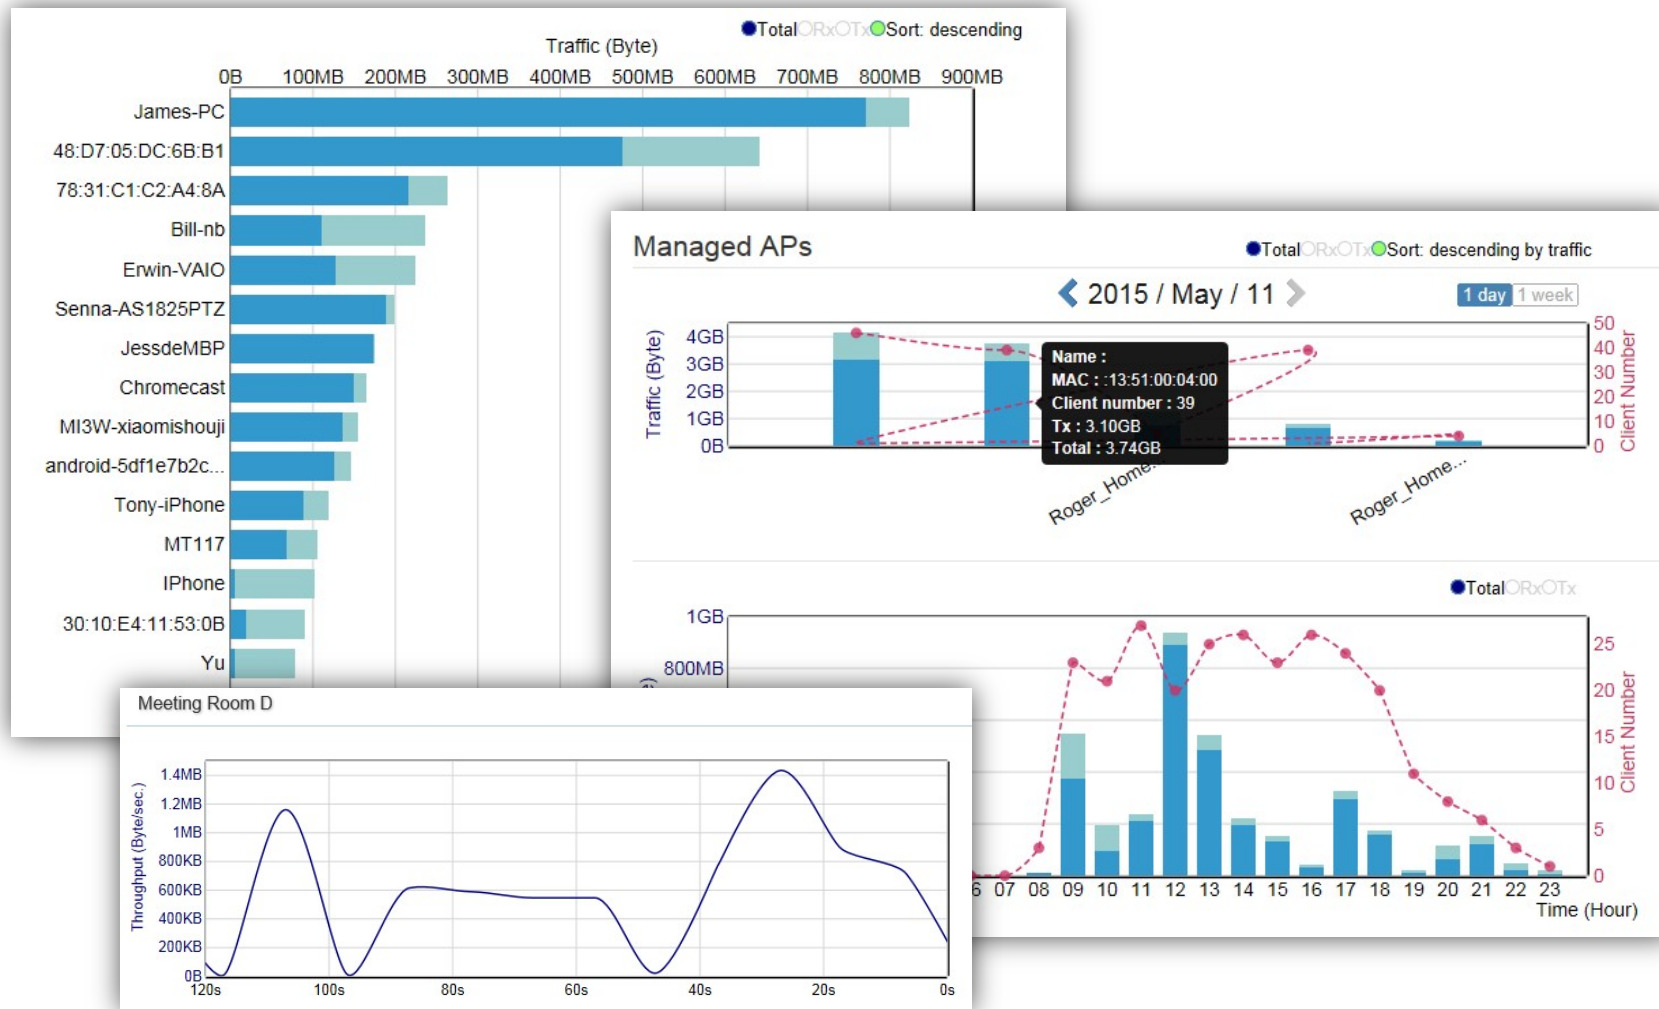 Total Rx Tx Sort: descending
Traffic (Byte)
0B 100MB 200MB 300MB 400MB 500MB 600MB 700MB 800MB 900MB
James-PC
48:D7:05:DC:6B:B1
78:31:C1:C2:A4:8A
Bill-nb
Erwin-VAIO
Senna-AS1825PTZ
JessdeMBP
Chromecast
MI3W-xiaomishouji
android-5df1e7b2c...
Tony-iPhone
MT117
IPhone
30:10:E4:11:53:0B
Yu
Managed APs
Total Rx Tx Sort: descending by traffic
2015 / May / 11
1 day 1 week
Traffic (Byte)
4GB
3GB
2GB
1GB
0B
50
40
30
20
10
0
Client Number
Name :
MAC : :13:51:00:04:00
Client number : 39
Tx : 3.10GB
Total : 3.74GB
Roger_Home... Roger_Home...
Total Rx Tx
1GB
800MB
e)
25
20
15
10
5
0
Client Number
6 07 08 09 10 11 12 13 14 15 16 17 18 19 20 21 22 23
Time (Hour)
Meeting Room D
Throughput (Byte/sec.)
1.4MB
1.2MB
1MB
800KB
600KB
400KB
200KB
0B
120s 100s 80s 60s 40s 20s 0s